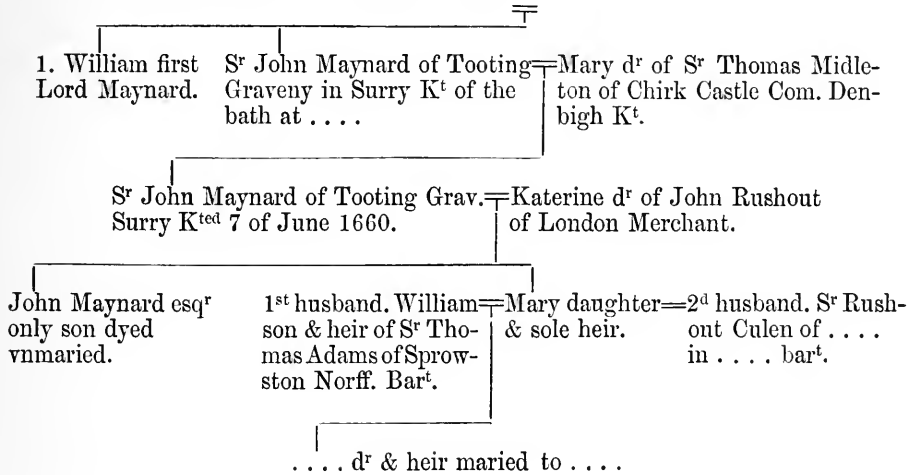 1. William first
Lord Maynard.
Sʳ John Maynard of Tooting
Graveny in Surry Kᵗ of the
bath at . . . .
Mary dʳ of Sʳ Thomas Midle-
ton of Chirk Castle Com. Den-
bigh Kᵗ.
Sʳ John Maynard of Tooting Grav.
Surry Kᵗᵉᵈ 7 of June 1660.
Katerine dʳ of John Rushout
of London Merchant.
John Maynard esqʳ
only son dyed
vnmaried.
1ˢᵗ husband. William
son & heir of Sʳ Tho-
mas Adams of Sprow-
ston Norff. Barᵗ.
Mary daughter
& sole heir.
2ᵈ husband. Sʳ Rush-
out Culen of . . . .
in . . . . barᵗ.
. . . . dʳ & heir maried to . . . .